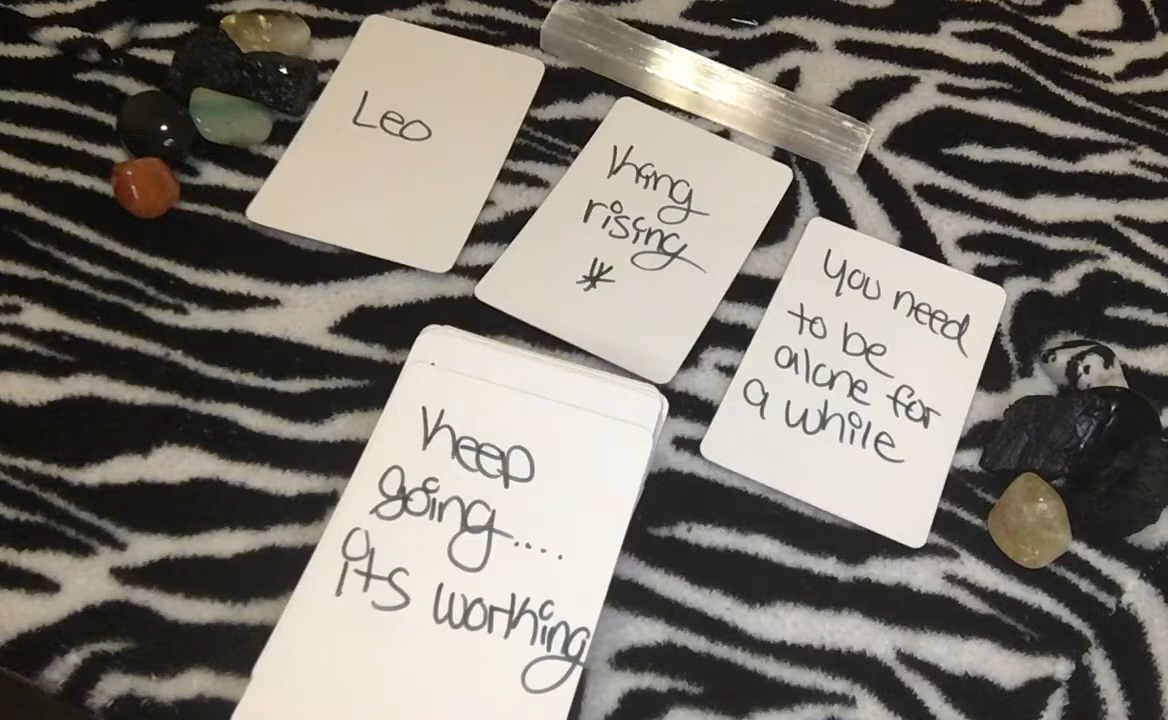 Leo
King
rising
*
you need
to be
alone for
a while
Keep
going....
its working